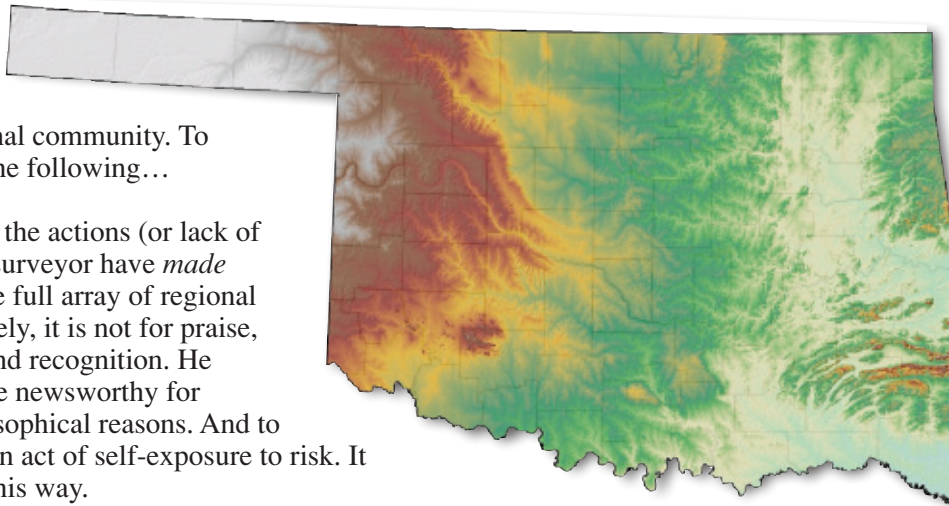 nal community. To
ne following…
the actions (or lack of
surveyor have made
e full array of regional
ely, it is not for praise,
nd recognition. He
e newsworthy for
sophical reasons. And to
n act of self-exposure to risk. It
his way.